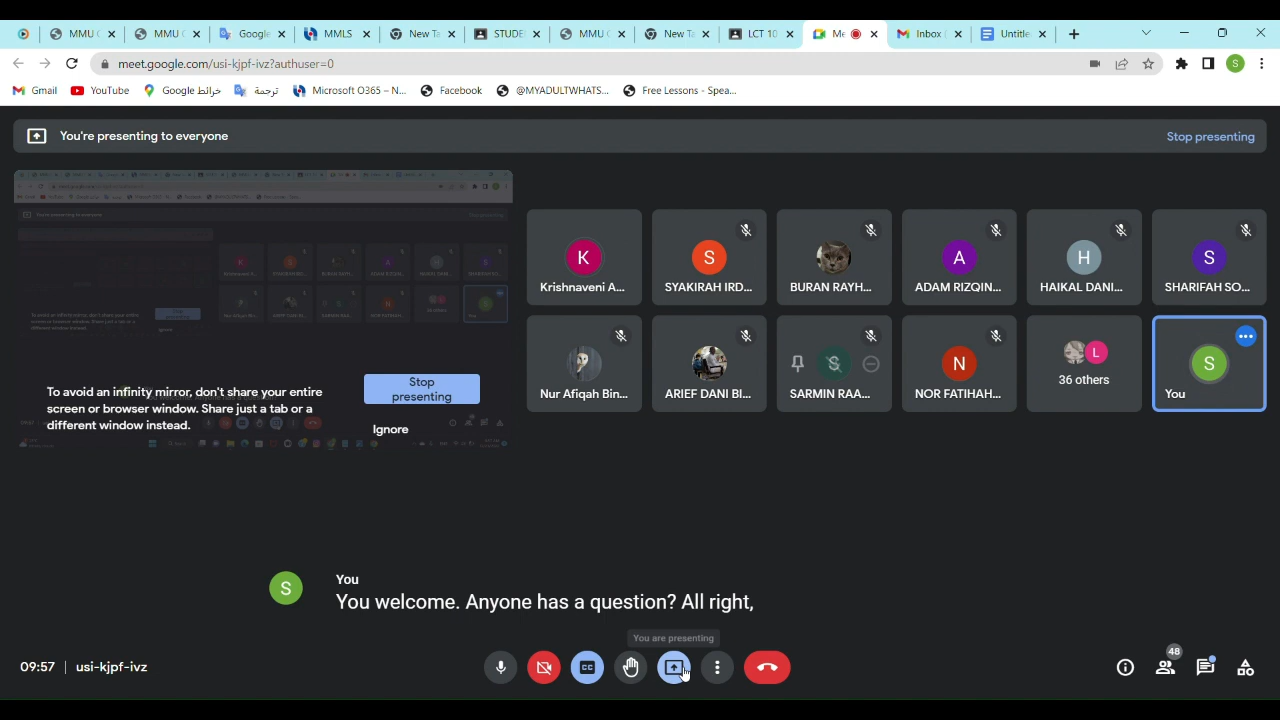 MMU
MMU
Google
MMLS
New Ta
STUDE
MMU
New Ta
LCT 10
Me
Inbox
Untitle
meet.google.com/usi-kjpf-ivz?authuser=0
Gmail
YouTube
خرائط Google
ترجمة
Microsoft O365 – N...
Facebook
@MYADULTWHATS...
Free Lessons - Spea...
You're presenting to everyone
Stop presenting
K
Krishnaveni A...
S
SYAKIRAH IRD...
BURAN RAYH...
A
ADAM RIZQIN...
H
HAIKAL DANI...
S
SHARIFAH SO...
Nur Afiqah Bin...
ARIEF DANI BI...
S
SARMIN RAA...
N
NOR FATIHAH...
L
36 others
S
You
To avoid an infinity mirror, don't share your entire
screen or browser window. Share just a tab or a
different window instead.
Stop
presenting
Ignore
S
You
You welcome. Anyone has a question? All right,
You are presenting
09:57 | usi-kjpf-ivz
CC
48